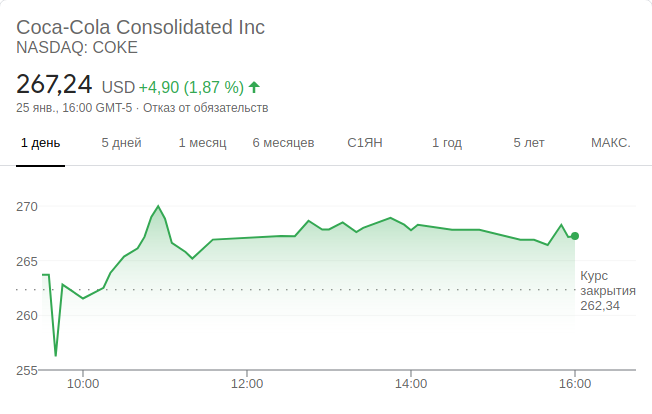 Coca-Cola Consolidated Inc
NASDAQ: COKE
267,24 USD +4,90 (1,87 %)
25 янв., 16:00 GMT-5 · Отказ от обязательств
1 день 5 дней 1 месяц 6 месяцев С1ЯН 1 год 5 лет МАКС.
270
265
Курс
закрытия
262,34
260
255
10:00 12:00 14:00 16:00